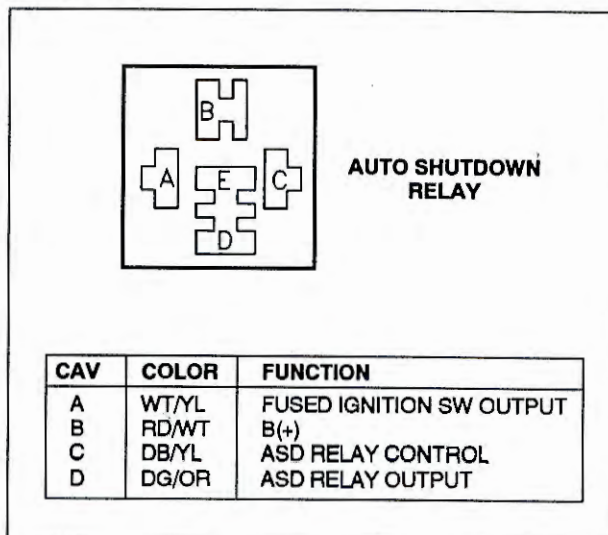 B
A
E
C
D
AUTO SHUTDOWN
RELAY
CAV COLOR FUNCTION
A WT/YL FUSED IGNITION SW OUTPUT
B RD/WT B(+)
C DB/YL ASD RELAY CONTROL
D DG/OR ASD RELAY OUTPUT